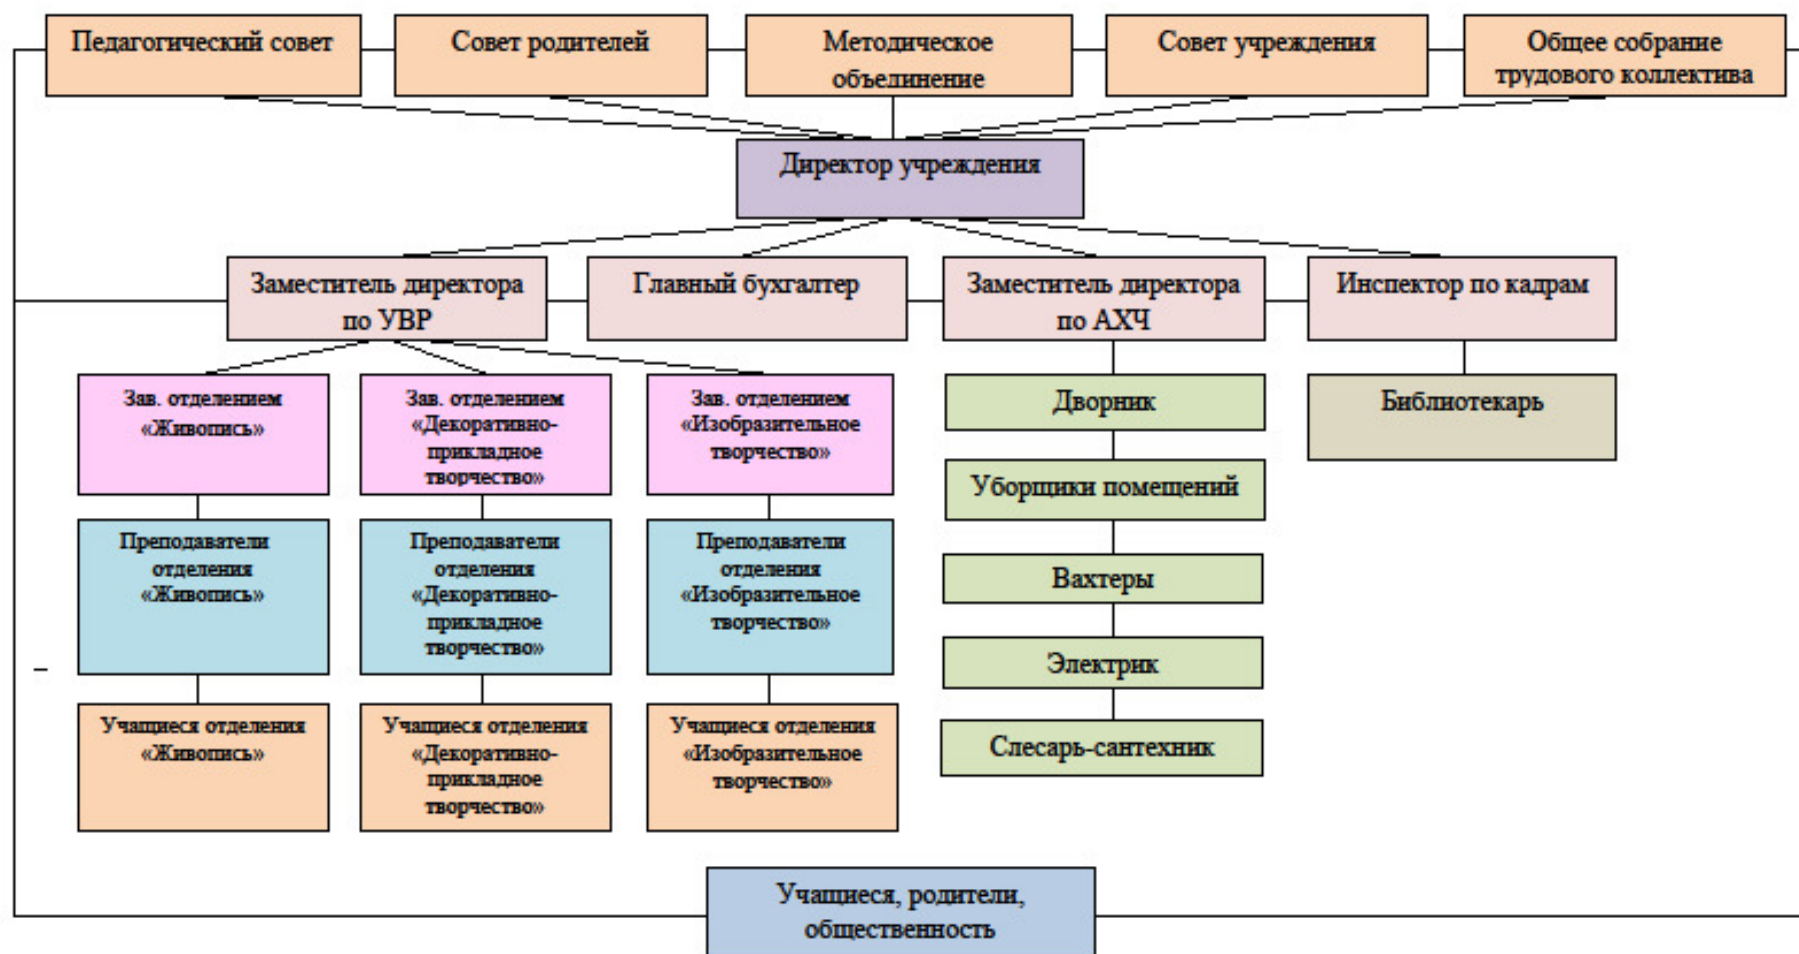 Педагогический совет
Совет родителей
Методическое
объединение
Совет учреждения
Общее собрание
трудового коллектива
Директор учреждения
Заместитель директора
по УВР
Главный бухгалтер
Заместитель директора
по АХЧ
Инспектор по кадрам
Зав. отделением
«Живопись»
Зав. отделением
«Декоративно-
прикладное
творчество»
Зав. отделением
«Изобразительное
творчество»
Дворник
Библиотекарь
Уборщики помещений
Преподаватели
отделения
«Живопись»
Преподаватели
отделения
«Декоративно-
прикладное
творчество»
Преподаватели
отделения
«Изобразительное
творчество»
Вахтеры
Электрик
Учащиеся отделения
«Живопись»
Учащиеся отделения
«Декоративно-
прикладное
творчество»
Учащиеся отделения
«Изобразительное
творчество»
Слесарь-сантехник
Учащиеся, родители,
общественность